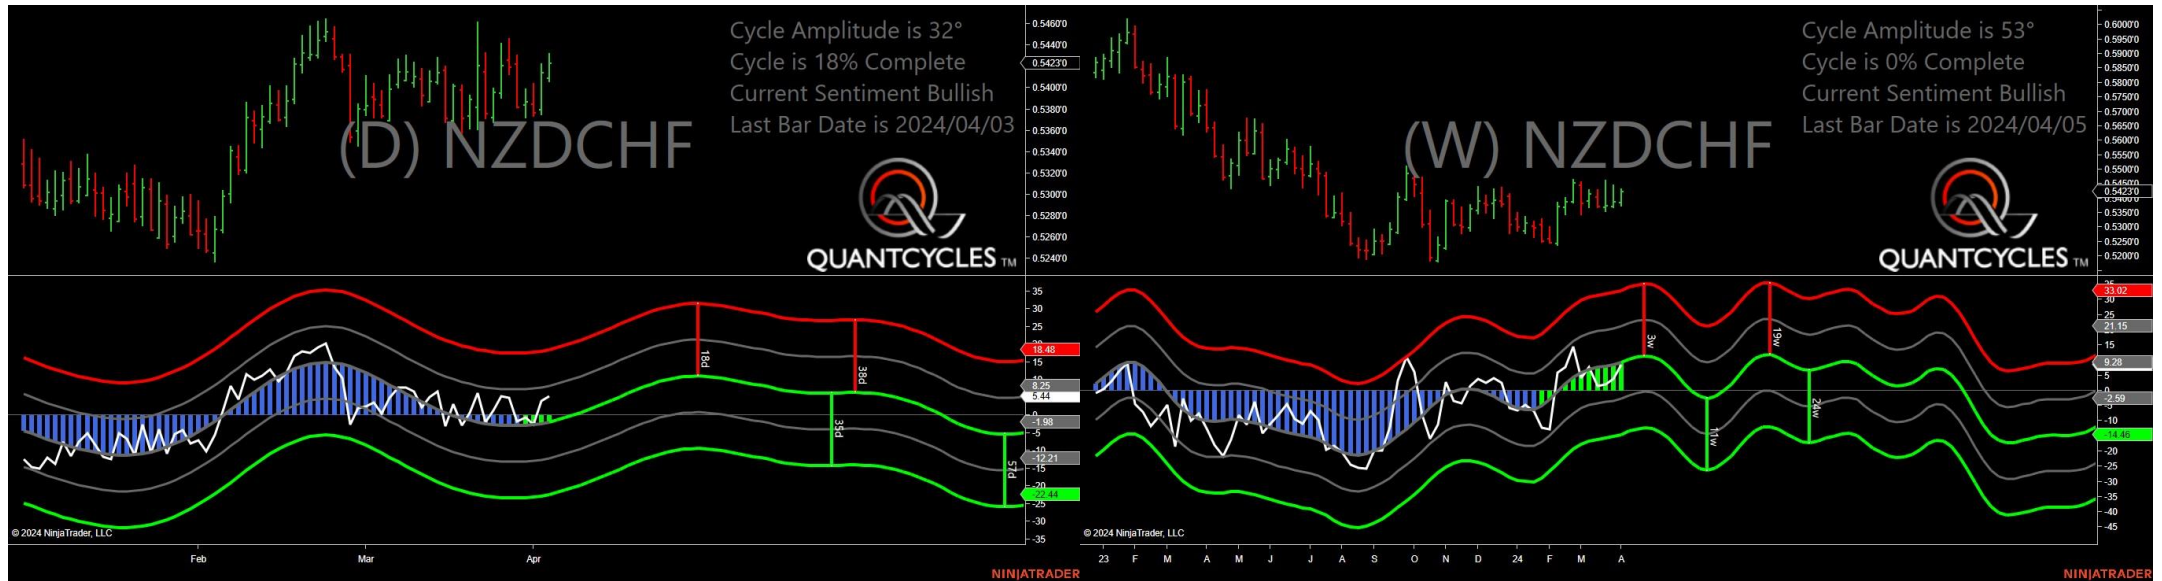 Cycle Amplitude is 32°
Cycle is 18% Complete
Current Sentiment Bullish
Last Bar Date is 2024/04/03
(D) NZDCHF
QUANTCYCLES TM
0.5460'0
0.5440'0
0.5423'0
0.5400'0
0.5380'0
0.5360'0
0.5340'0
0.5320'0
0.5300'0
0.5280'0
0.5260'0
0.5240'0
35
30
25
18.48
15
8.25
5.44
0
-1.98
-5
-12.21
-15
-22.44
-25
-30
-35
18d
38d
35d
57d
© 2024 NinjaTrader, LLC
Feb
Mar
Apr
NINJATRADER
Cycle Amplitude is 53°
Cycle is 0% Complete
Current Sentiment Bullish
Last Bar Date is 2024/04/05
(W) NZDCHF
QUANTCYCLES TM
0.6000'0
0.5950'0
0.5900'0
0.5850'0
0.5800'0
0.5750'0
0.5700'0
0.5650'0
0.5600'0
0.5550'0
0.5500'0
0.5450'0
0.5423'0
0.5350'0
0.5300'0
0.5250'0
0.5200'0
33.02
30
21.15
15
9.28
5
0
-2.59
-5
-10
-14.46
-20
-25
-30
-35
-40
-45
3w
19w
11w
24w
© 2024 NinjaTrader, LLC
23
F
M
A
M
J
J
A
S
O
N
D
24
F
M
A
NINJATRADER